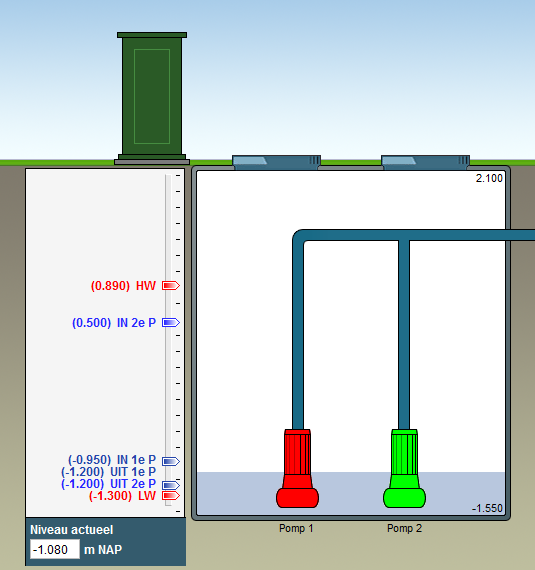 2.100
(0.890) HW
(0.500) IN 2e P
(-0.950) IN 1e P
(-1.200) UIT 1e P
(-1.200) UIT 2e P
(-1.300) LW
-1.550
Niveau actueel
-1.080 m NAP
Pomp 1
Pomp 2